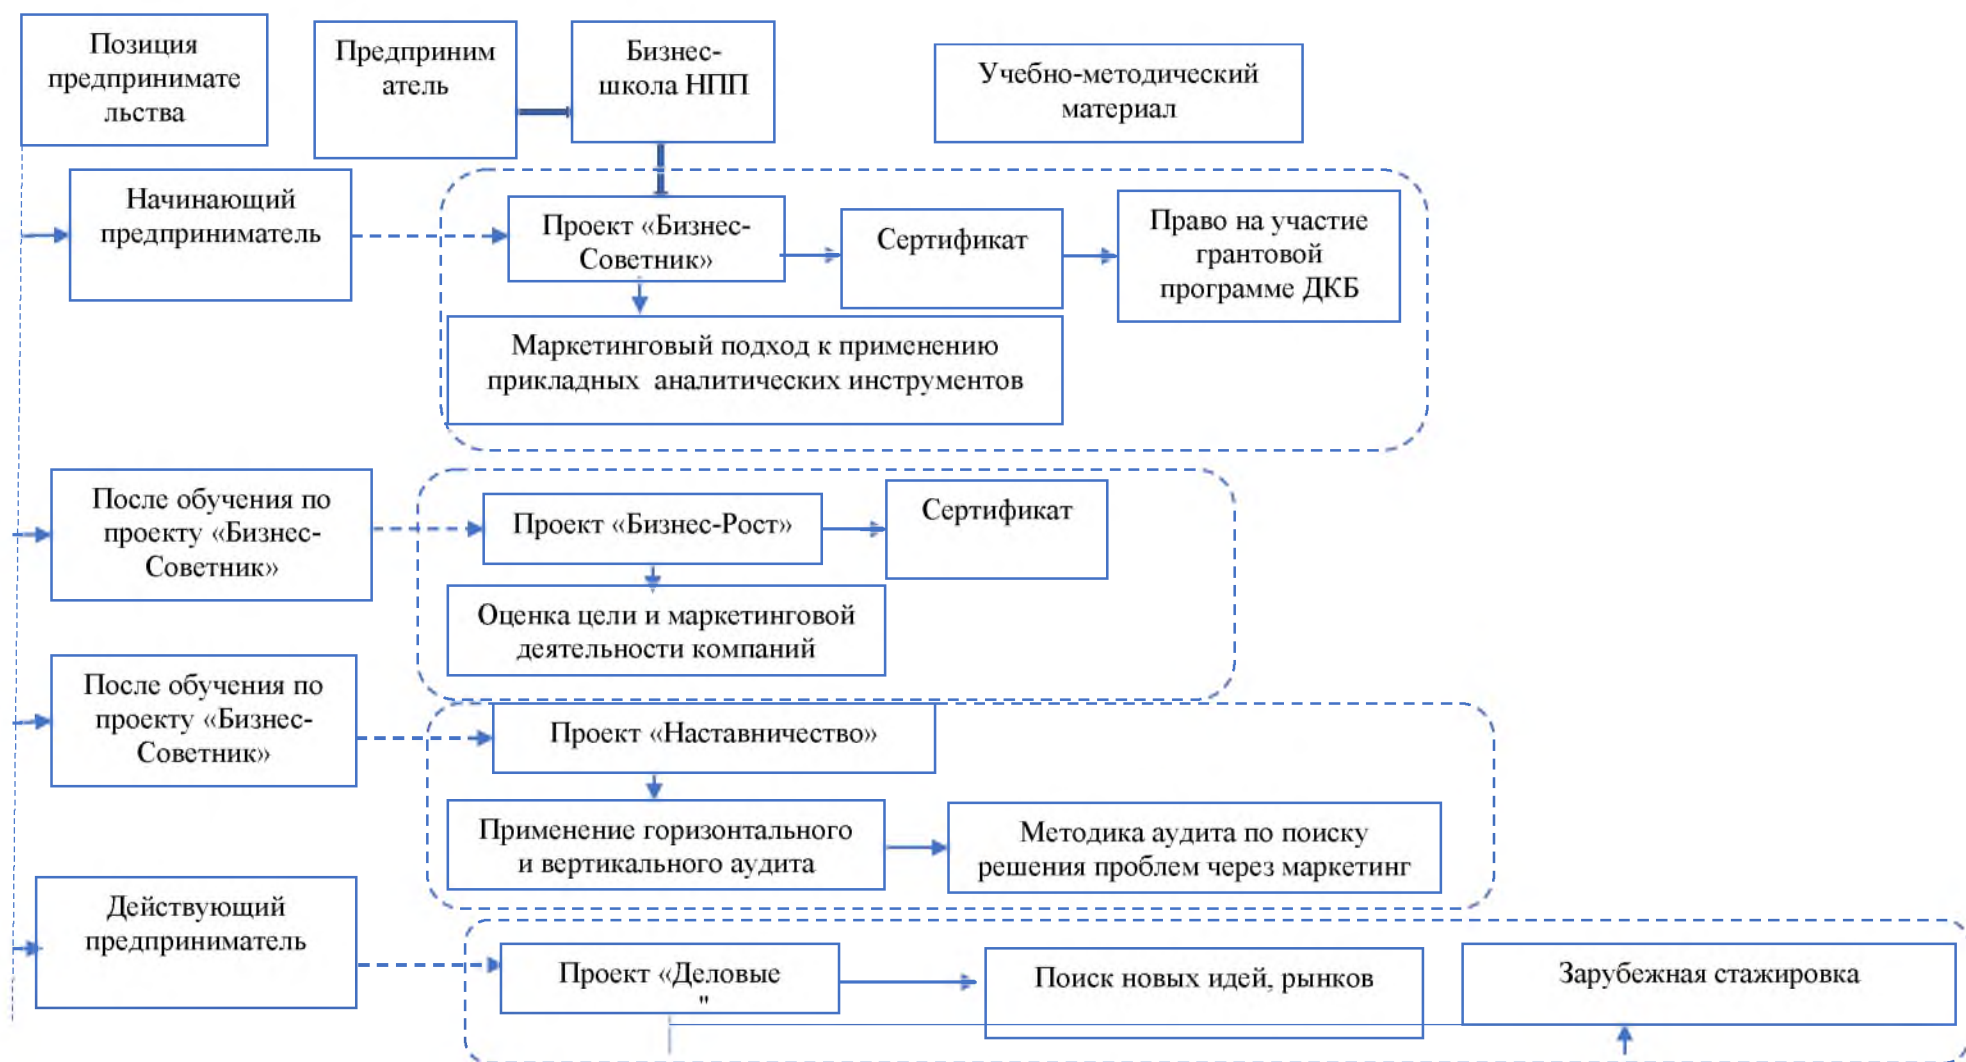 Позиция
предпринимате
льства
Предприним
атель
Бизнес-
школа НПП
Учебно-методический
материал
Начинающий
предприниматель
Проект «Бизнес-
Советник»
Сертификат
Право на участие
грантовой
программе ДКБ
Маркетинговый подход к применению
прикладных аналитических инструментов
После обучения по
проекту «Бизнес-
Советник»
Проект «Бизнес-Рост»
Сертификат
Оценка цели и маркетинговой
деятельности компаний
После обучения по
проекту «Бизнес-
Советник»
Проект «Наставничество»
Применение горизонтального
и вертикального аудита
Методика аудита по поиску
решения проблем через маркетинг
Действующий
предприниматель
Проект «Деловые
"
Поиск новых идей, рынков
Зарубежная стажировка